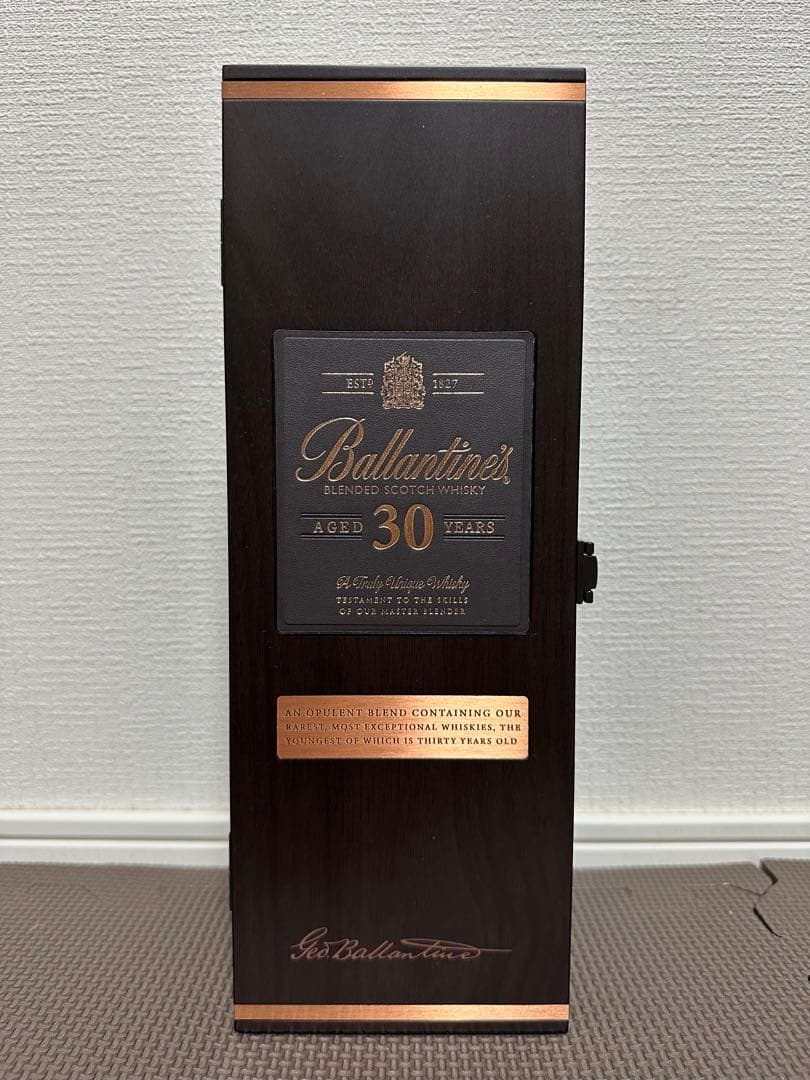 ESTD 1827
Ballantine's
BLENDED SCOTCH WHISKY
AGED 30 YEARS
A Truly Unique Whisky
TESTAMENT TO THE SKILLS
OF OUR MASTER BLENDER
AN OPULENT BLEND CONTAINING OUR
RAREST, MOST EXCEPTIONAL WHISKIES, THE
YOUNGEST OF WHICH IS THIRTY YEARS OLD
Geo. Ballantine